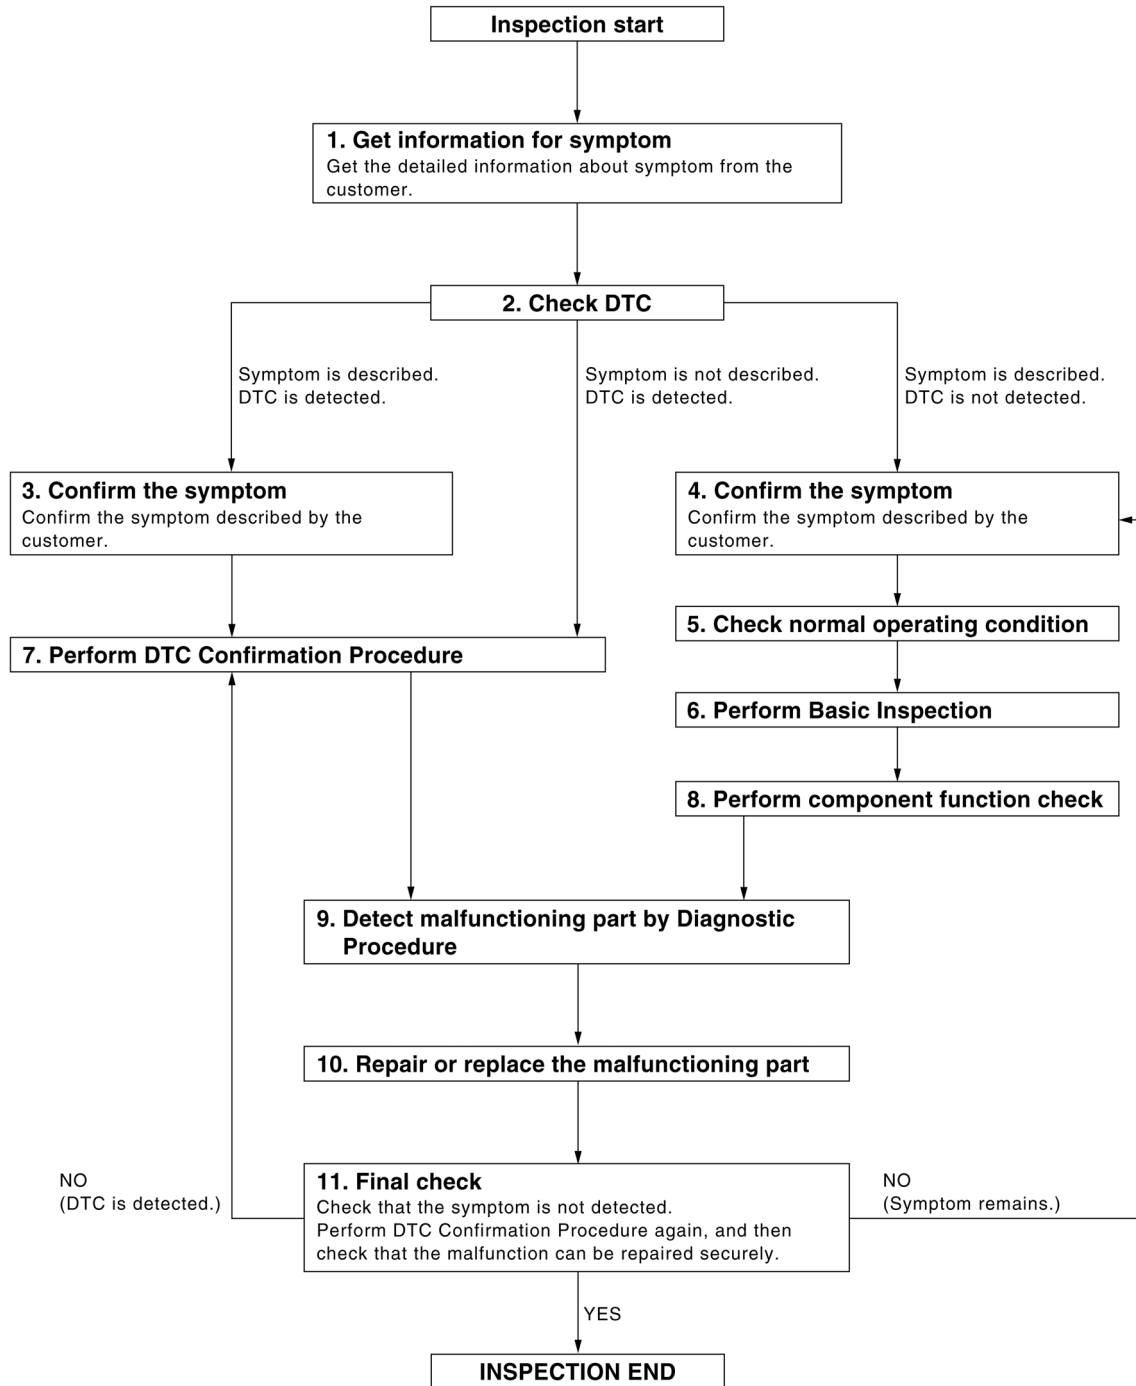 Inspection start
1. Get information for symptom
Get the detailed information about symptom from the
customer.
2. Check DTC
Symptom is described.
DTC is detected.
Symptom is not described.
DTC is detected.
Symptom is described.
DTC is not detected.
3. Confirm the symptom
Confirm the symptom described by the
customer.
4. Confirm the symptom
Confirm the symptom described by the
customer.
5. Check normal operating condition
7. Perform DTC Confirmation Procedure
6. Perform Basic Inspection
8. Perform component function check
9. Detect malfunctioning part by Diagnostic
Procedure
10. Repair or replace the malfunctioning part
NO
(DTC is detected.)
11. Final check
Check that the symptom is not detected.
Perform DTC Confirmation Procedure again, and then
check that the malfunction can be repaired securely.
NO
(Symptom remains.)
YES
INSPECTION END